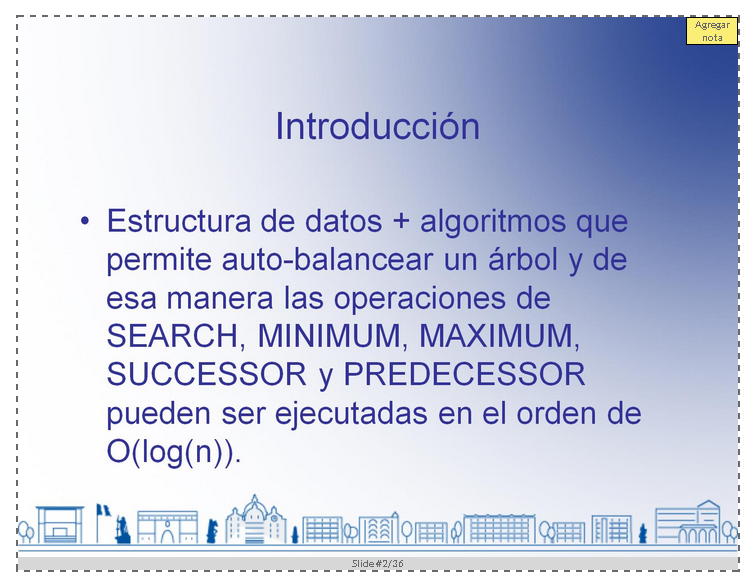 Agregar
nota
Introducción
• Estructura de datos + algoritmos que
permite auto-balancear un árbol y de
esa manera las operaciones de
SEARCH, MINIMUM, MAXIMUM,
SUCCESSOR y PREDECESSOR
pueden ser ejecutadas en el orden de
O(log(n)).
Slide #2/36